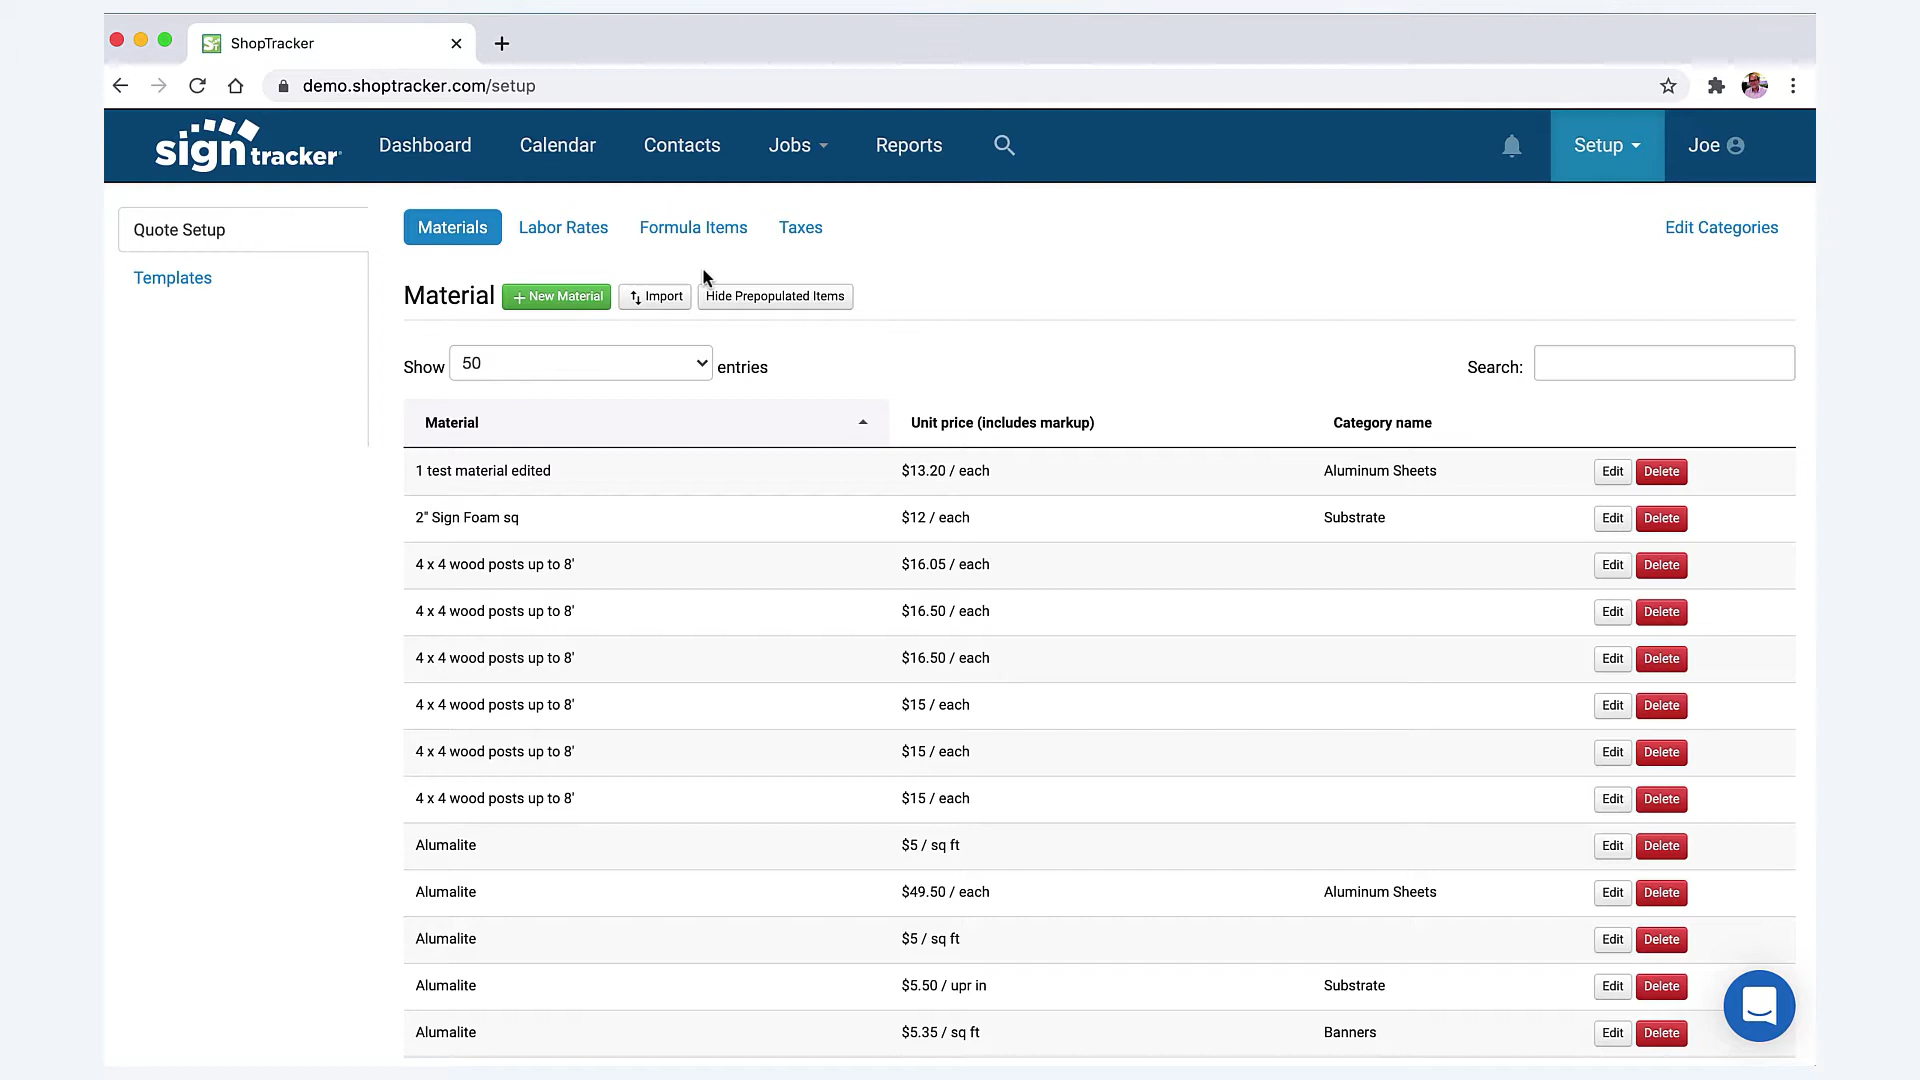 ShopTracker
demo.shoptracker.com/setup
sign tracker Dashboard Calendar Contacts Jobs Reports Setup Joe
Quote Setup
Templates
Materials Labor Rates Formula Items Taxes Edit Categories
Material + New Material Import Hide Prepopulated Items
Show 50 entries Search:
Material Unit price (includes markup) Category name
1 test material edited $13.20 / each Aluminum Sheets Edit Delete
2" Sign Foam sq $12 / each Substrate Edit Delete
4 x 4 wood posts up to 8' $16.05 / each Edit Delete
4 x 4 wood posts up to 8' $16.50 / each Edit Delete
4 x 4 wood posts up to 8' $16.50 / each Edit Delete
4 x 4 wood posts up to 8' $15 / each Edit Delete
4 x 4 wood posts up to 8' $15 / each Edit Delete
4 x 4 wood posts up to 8' $15 / each Edit Delete
Alumalite $5 / sq ft Edit Delete
Alumalite $49.50 / each Aluminum Sheets Edit Delete
Alumalite $5 / sq ft Edit Delete
Alumalite $5.50 / upr in Substrate Edit Delete
Alumalite $5.35 / sq ft Banners Edit Delete